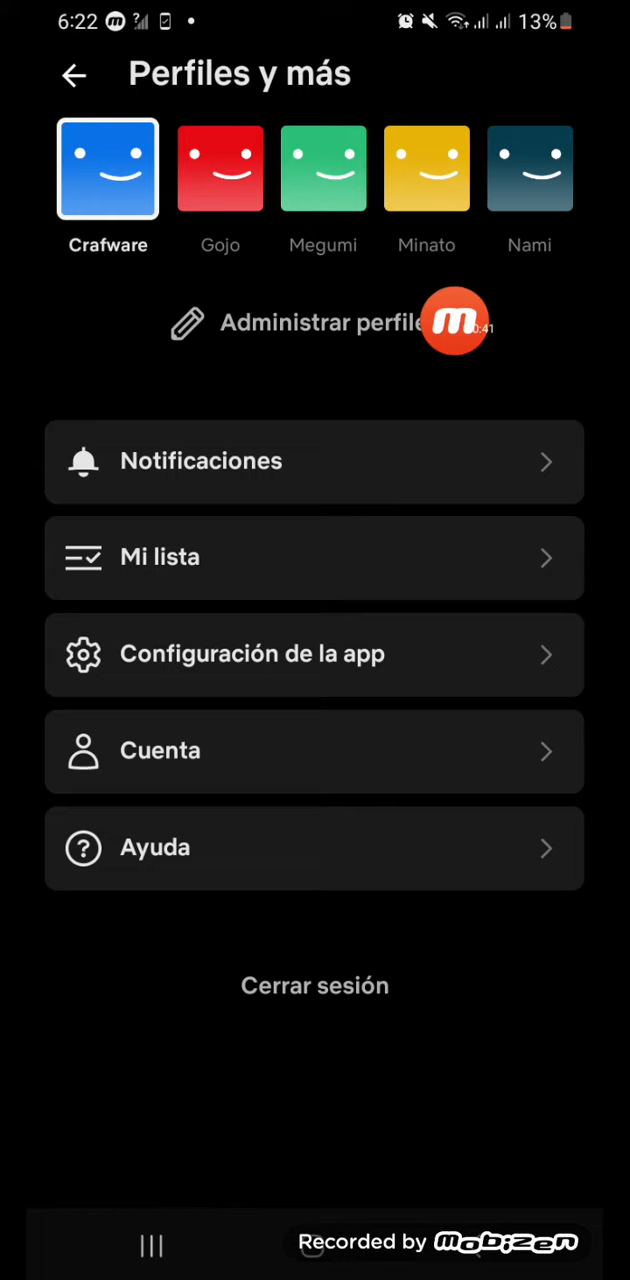 6:22 m ? 13%
Perfiles y más
Crafware Gojo Megumi Minato Nami
Administrar perfile
m :41
Notificaciones
Mi lista
Configuración de la app
Cuenta
? Ayuda
Cerrar sesión
Recorded by mobizen